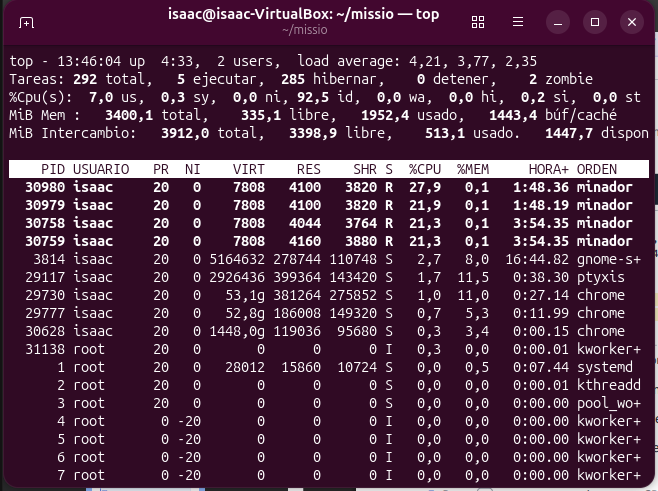 isaac@isaac-VirtualBox: ~/missio — top
~/missio
top - 13:46:04 up  4:33,  2 users,  load average: 4,21, 3,77, 2,35
Tareas: 292 total,   5 ejecutar,  285 hibernar,    0 detener,    2 zombie
%Cpu(s):  7,0 us,  0,3 sy,  0,0 ni, 92,5 id,  0,0 wa,  0,0 hi,  0,2 si,  0,0 st
MiB Mem :   3400,1 total,    335,1 libre,   1952,4 usado,   1443,4 búf/caché
MiB Intercambio:   3912,0 total,   3398,9 libre,    513,1 usado.   1447,7 dispon
PID USUARIO   PR  NI    VIRT    RES    SHR S  %CPU  %MEM     HORA+ ORDEN
30980 isaac     20   0    7808   4100   3820 R  27,9   0,1   1:48.36 minador
30979 isaac     20   0    7808   4100   3820 R  21,9   0,1   1:48.19 minador
30758 isaac     20   0    7808   4044   3764 R  21,3   0,1   3:54.35 minador
30759 isaac     20   0    7808   4160   3880 R  21,3   0,1   3:54.35 minador
3814 isaac     20   0 5164632 278744 110748 S   2,7   8,0  16:44.82 gnome-s+
29117 isaac     20   0 2926436 399364 143420 S   1,7  11,5   0:38.30 ptyxis
29730 isaac     20   0   53,1g 381264 275852 S   1,0  11,0   0:27.14 chrome
29777 isaac     20   0   52,8g 186008 149320 S   0,7   5,3   0:11.99 chrome
30628 isaac     20   0 1448,0g 119036  95680 S   0,3   3,4   0:00.15 chrome
31138 root      20   0       0      0      0 I   0,3   0,0   0:00.01 kworker+
1 root      20   0   28012  15860  10724 S   0,0   0,5   0:07.44 systemd
2 root      20   0       0      0      0 S   0,0   0,0   0:00.01 kthreadd
3 root      20   0       0      0      0 S   0,0   0,0   0:00.00 pool_wo+
4 root       0 -20       0      0      0 I   0,0   0,0   0:00.00 kworker+
5 root       0 -20       0      0      0 I   0,0   0,0   0:00.00 kworker+
6 root       0 -20       0      0      0 I   0,0   0,0   0:00.00 kworker+
7 root       0 -20       0      0      0 I   0,0   0,0   0:00.00 kworker+